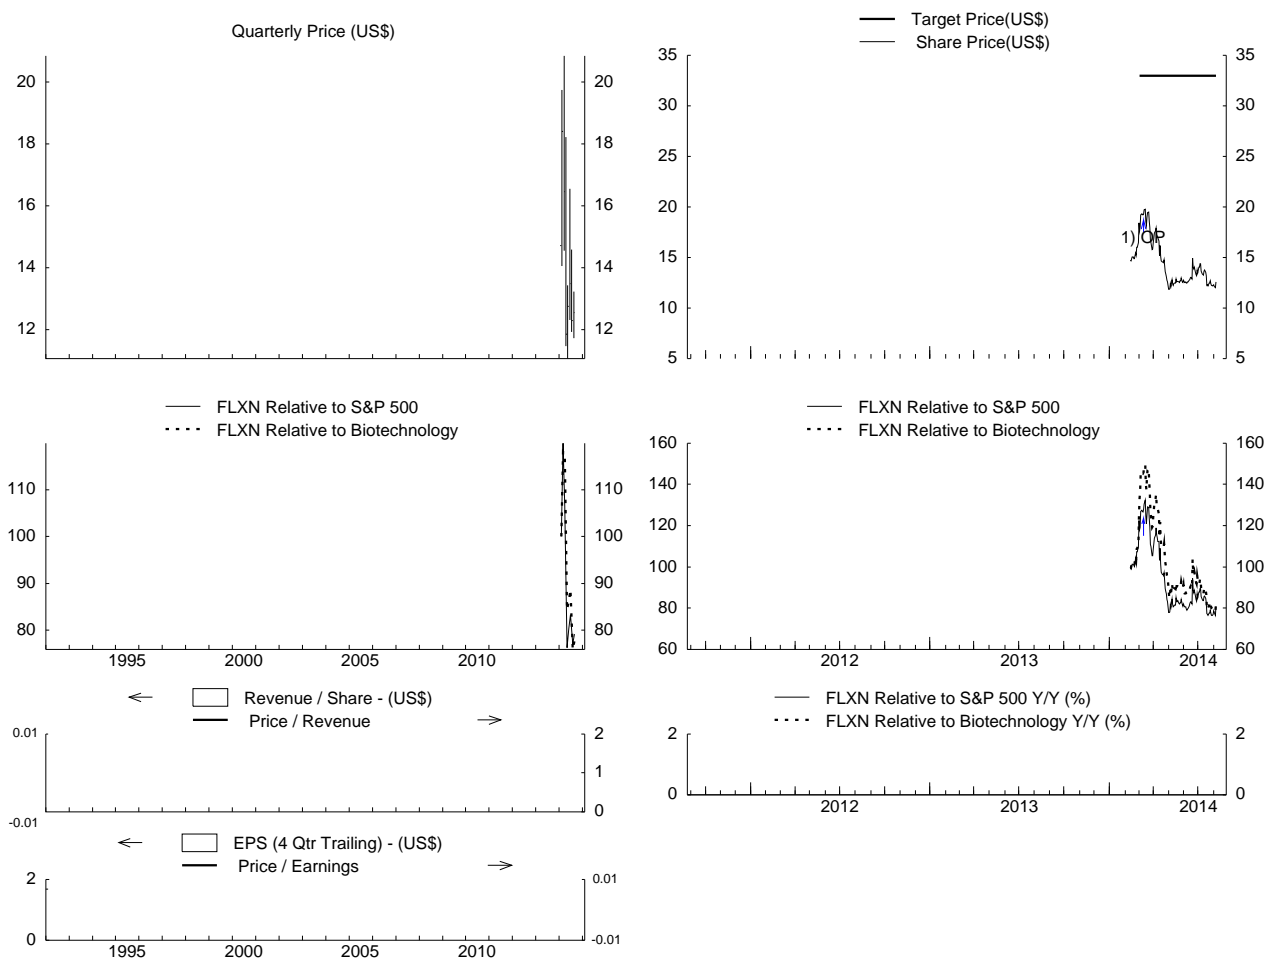 Quarterly Price (US$)
20 20
18 18
16 16
14 14
12 12
Target Price(US$)
Share Price(US$)
35 35
30 30
25 25
20 20
1) OP
15 15
10 10
5 5
FLXN Relative to S&P 500
FLXN Relative to Biotechnology
110 110
100 100
90 90
80 80
1995 2000 2005 2010
FLXN Relative to S&P 500
FLXN Relative to Biotechnology
160 160
140 140
120 120
100 100
80 80
60 60
2012 2013 2014
Revenue / Share - (US$)
Price / Revenue
0.01 2
1
-0.01 0
FLXN Relative to S&P 500 Y/Y (%)
FLXN Relative to Biotechnology Y/Y (%)
2 2
0 0
2012 2013 2014
EPS (4 Qtr Trailing) - (US$)
Price / Earnings
2 0.01
0 -0.01
1995 2000 2005 2010